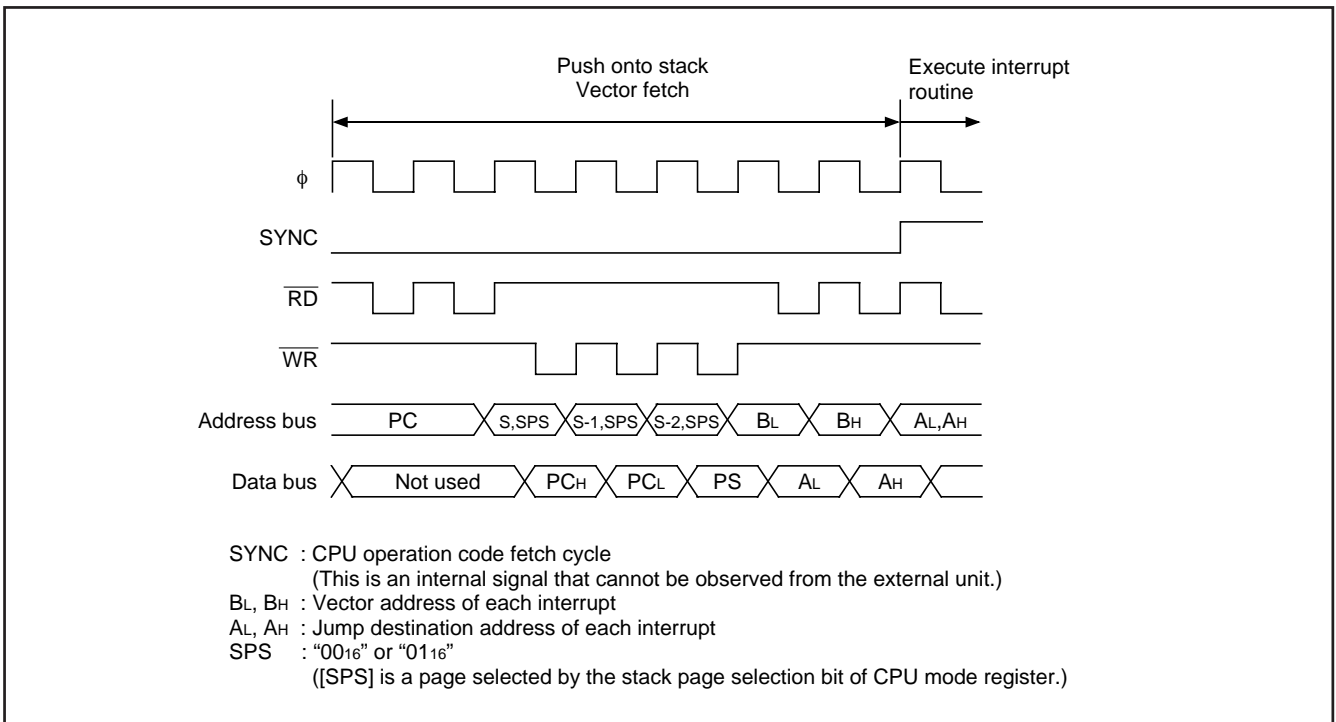 Push onto stack
Vector fetch
Execute interrupt
routine
φ
SYNC
RD
WR
Address bus PC S,SPS S-1,SPS S-2,SPS BL BH AL,AH
Data bus Not used PCH PCL PS AL AH
SYNC : CPU operation code fetch cycle
(This is an internal signal that cannot be observed from the external unit.)
BL, BH : Vector address of each interrupt
AL, AH : Jump destination address of each interrupt
SPS : “0016” or “0116”
([SPS] is a page selected by the stack page selection bit of CPU mode register.)